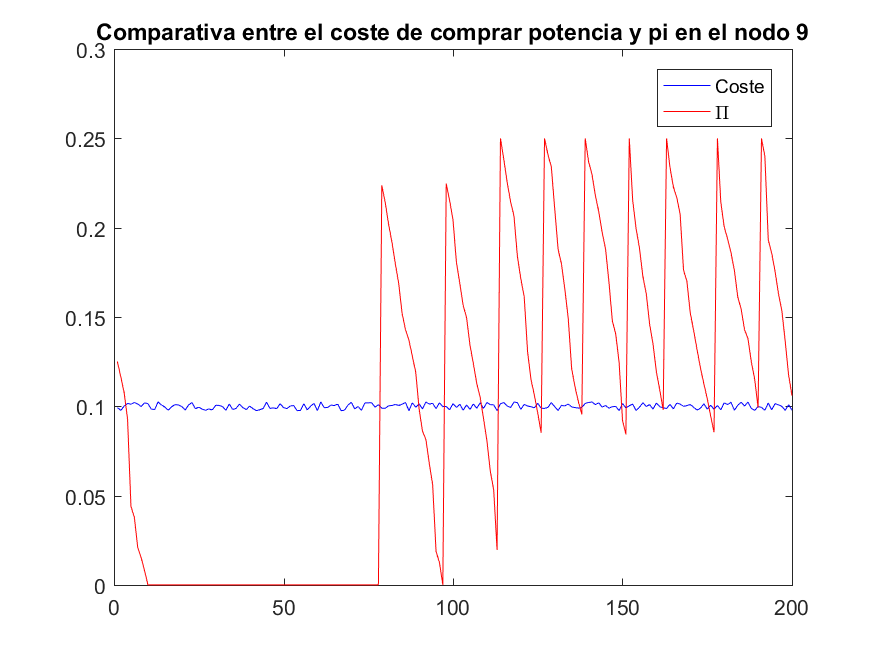 Comparativa entre el coste de comprar potencia y pi en el nodo 9
0.3
0.25
0.2
0.15
0.1
0.05
0
0 50 100 150 200
Coste
Π